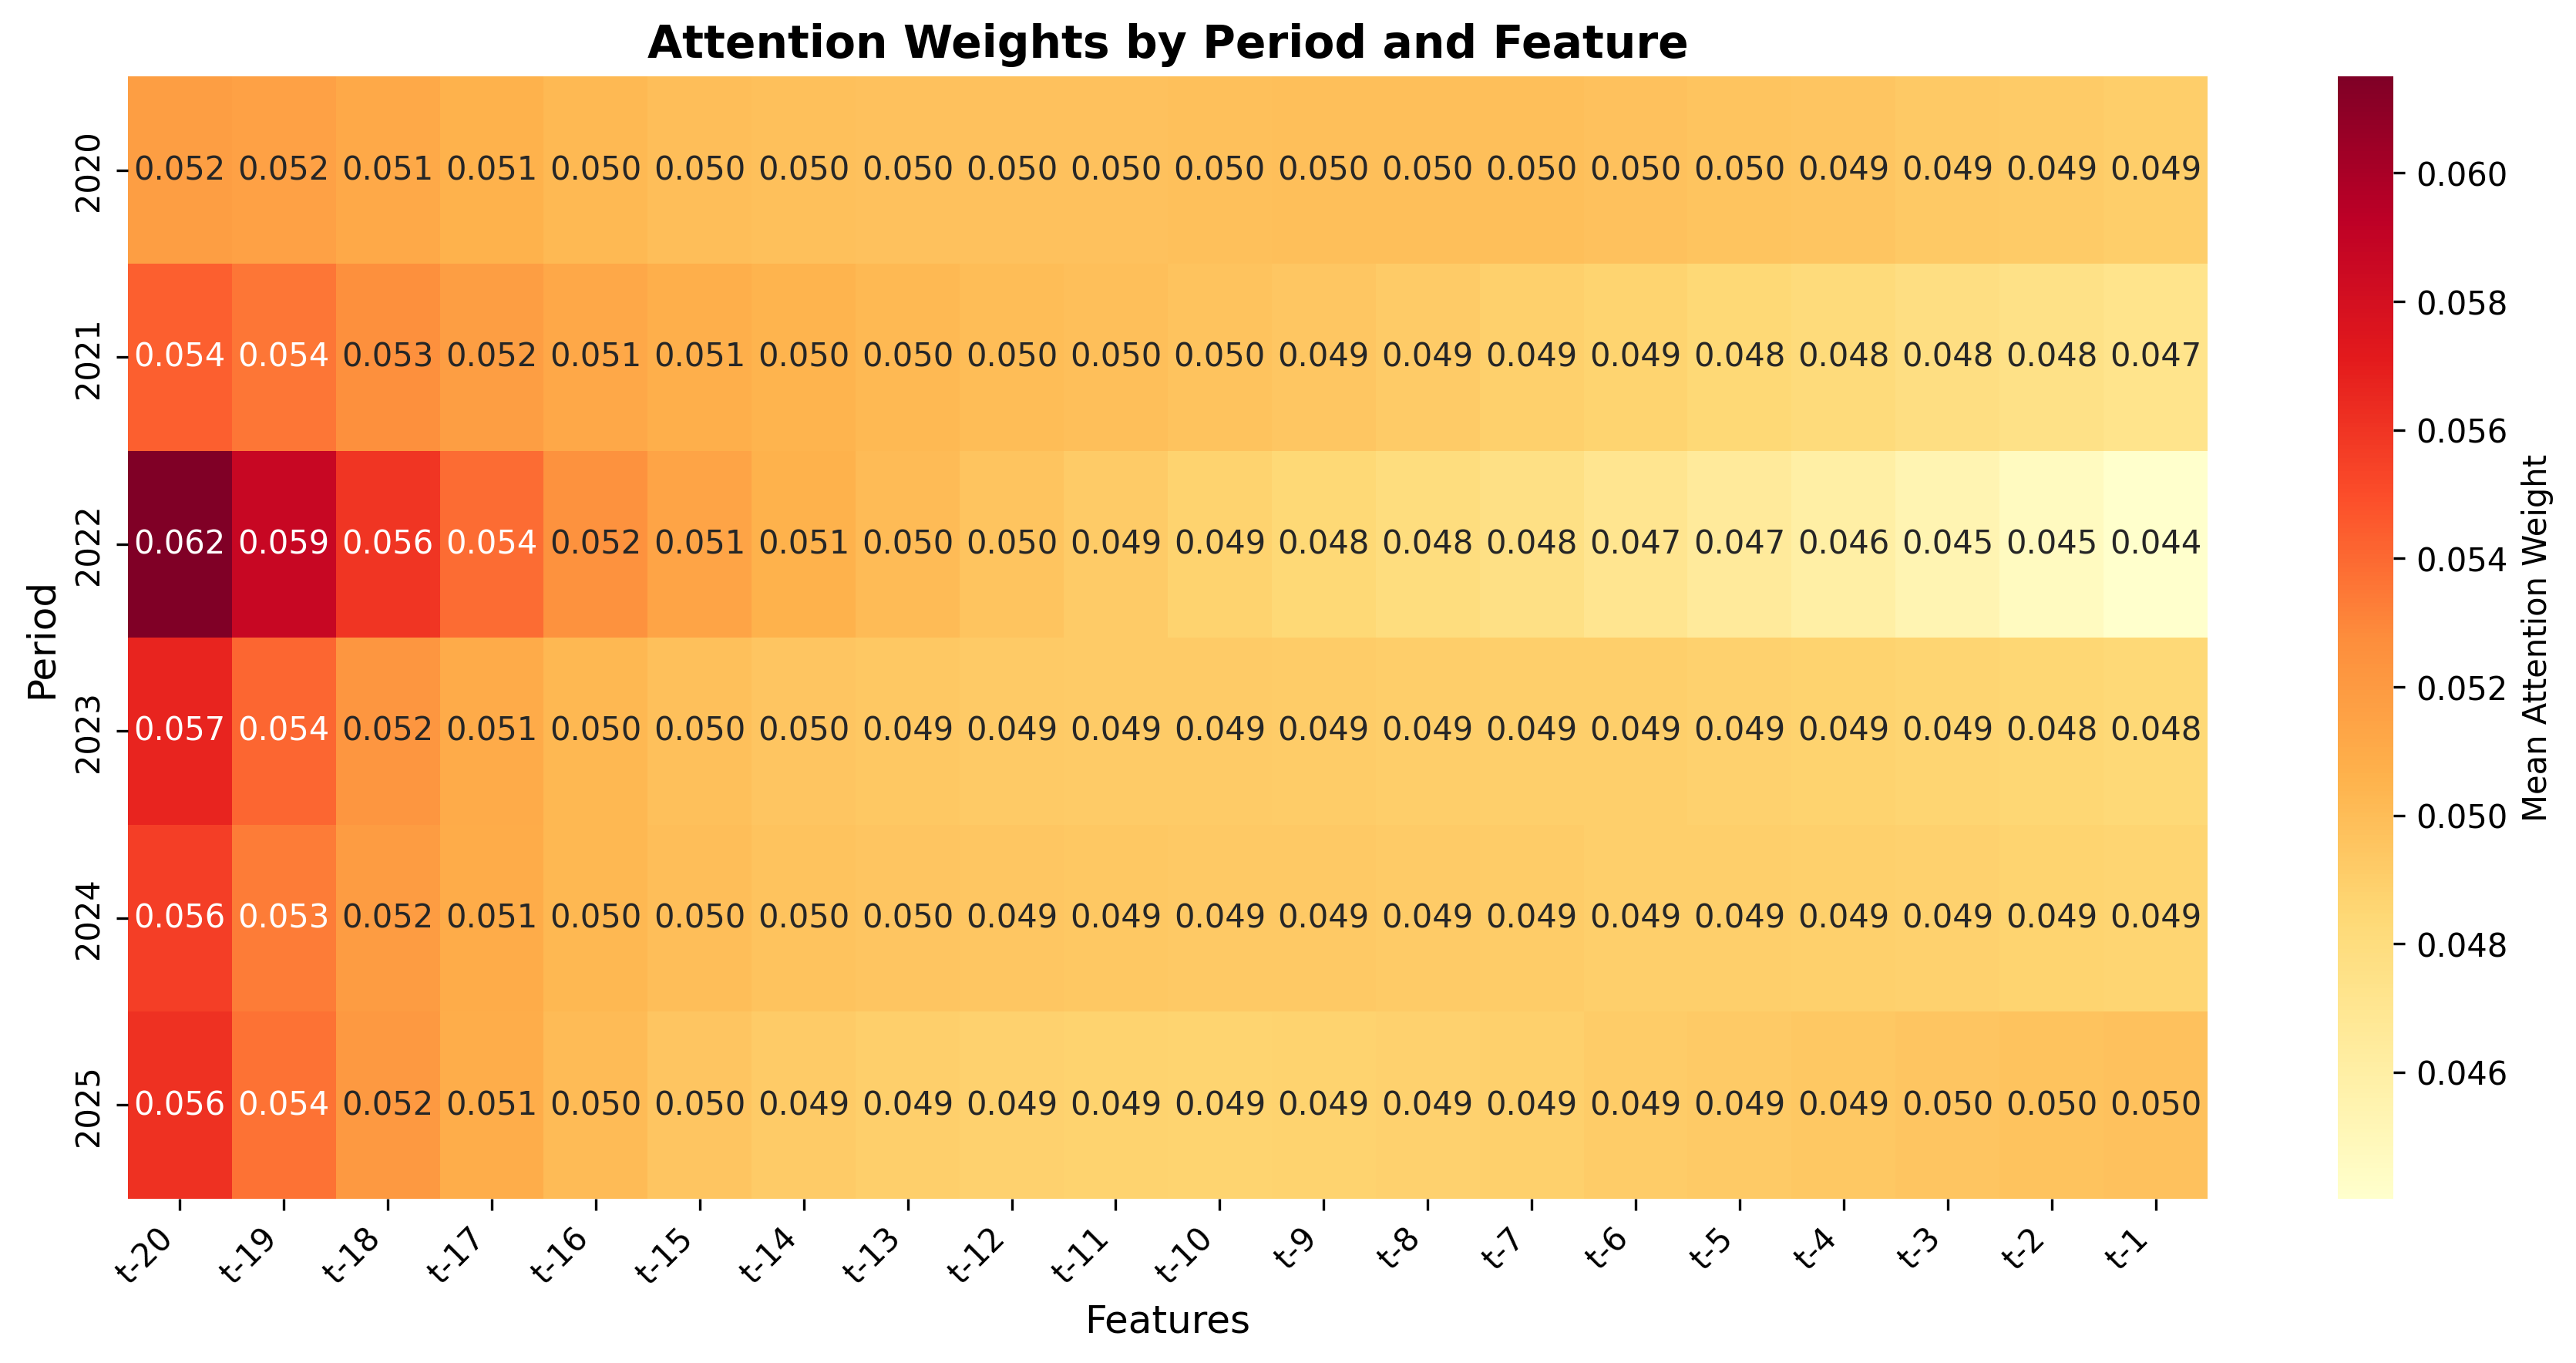 Attention Weights by Period and Feature
Period
2020 0.052 0.052 0.051 0.051 0.050 0.050 0.050 0.050 0.050 0.050 0.050 0.050 0.050 0.050 0.050 0.050 0.049 0.049 0.049 0.049
2021 0.054 0.054 0.053 0.052 0.051 0.051 0.050 0.050 0.050 0.050 0.050 0.049 0.049 0.049 0.049 0.048 0.048 0.048 0.048 0.047
2022 0.062 0.059 0.056 0.054 0.052 0.051 0.051 0.050 0.050 0.049 0.049 0.048 0.048 0.048 0.047 0.047 0.046 0.045 0.045 0.044
2023 0.057 0.054 0.052 0.051 0.050 0.050 0.050 0.049 0.049 0.049 0.049 0.049 0.049 0.049 0.049 0.049 0.049 0.049 0.048 0.048
2024 0.056 0.053 0.052 0.051 0.050 0.050 0.050 0.050 0.049 0.049 0.049 0.049 0.049 0.049 0.049 0.049 0.049 0.049 0.049 0.049
2025 0.056 0.054 0.052 0.051 0.050 0.050 0.049 0.049 0.049 0.049 0.049 0.049 0.049 0.049 0.049 0.049 0.049 0.050 0.050 0.050
t-20 t-19 t-18 t-17 t-16 t-15 t-14 t-13 t-12 t-11 t-10 t-9 t-8 t-7 t-6 t-5 t-4 t-3 t-2 t-1
Features
0.060
0.058
0.056
0.054
0.052
0.050
0.048
0.046
Mean Attention Weight